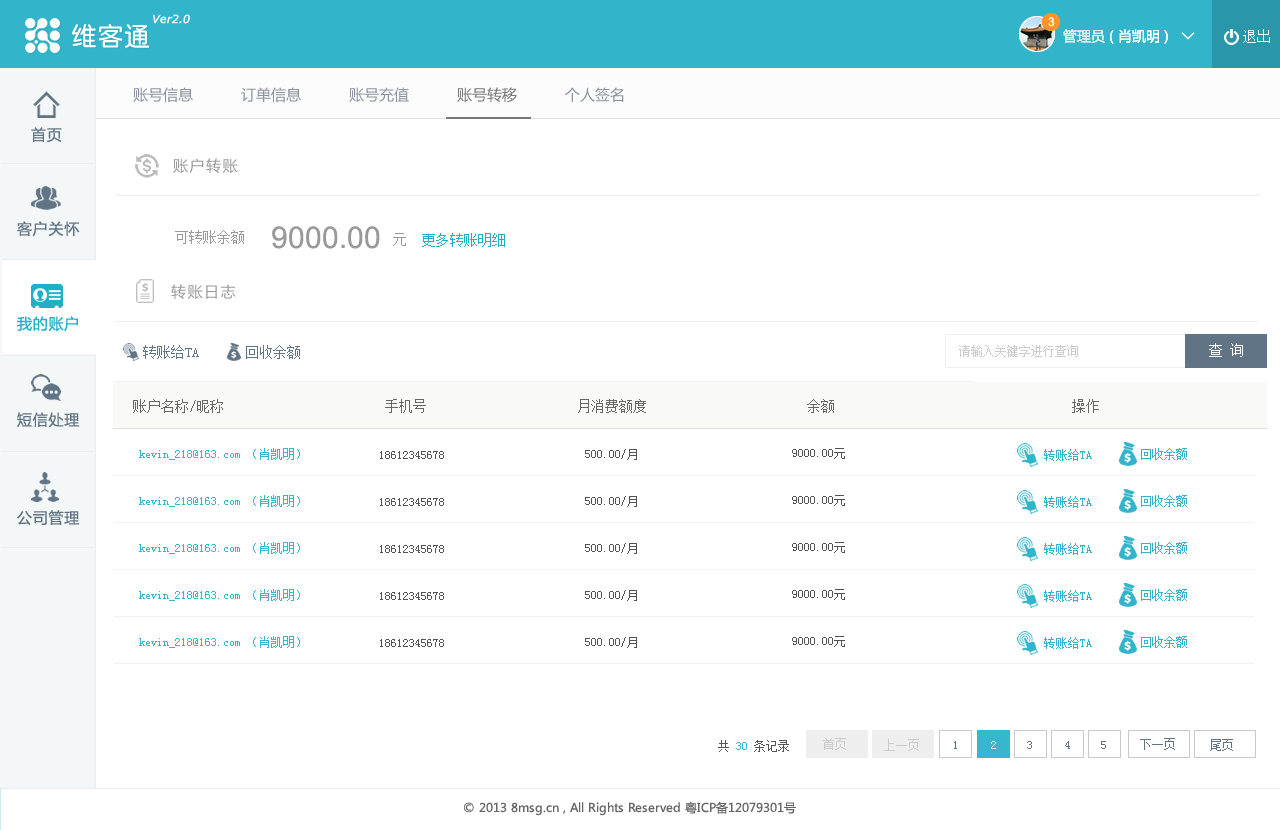 维客通 Ver2.0
3 管理员 ( 肖凯明 ) 退出
首页
客户关怀
我的账户
短信处理
公司管理
账号信息 订单信息 账号充值 账号转移 个人签名
账户转账
可转账余额 9000.00 元 更多转账明细
转账日志
转账给TA 回收余额 请输入关键字进行查询 查 询
账户名称/昵称 手机号 月消费额度 余额 操作
kevin_218@163.com （肖凯明） 18612345678 500.00/月 9000.00元 转账给TA 回收余额
kevin_218@163.com （肖凯明） 18612345678 500.00/月 9000.00元 转账给TA 回收余额
kevin_218@163.com （肖凯明） 18612345678 500.00/月 9000.00元 转账给TA 回收余额
kevin_218@163.com （肖凯明） 18612345678 500.00/月 9000.00元 转账给TA 回收余额
kevin_218@163.com （肖凯明） 18612345678 500.00/月 9000.00元 转账给TA 回收余额
共 30 条记录 首页 上一页 1 2 3 4 5 下一页 尾页
© 2013 8msg.cn , All Rights Reserved 粤ICP备12079301号